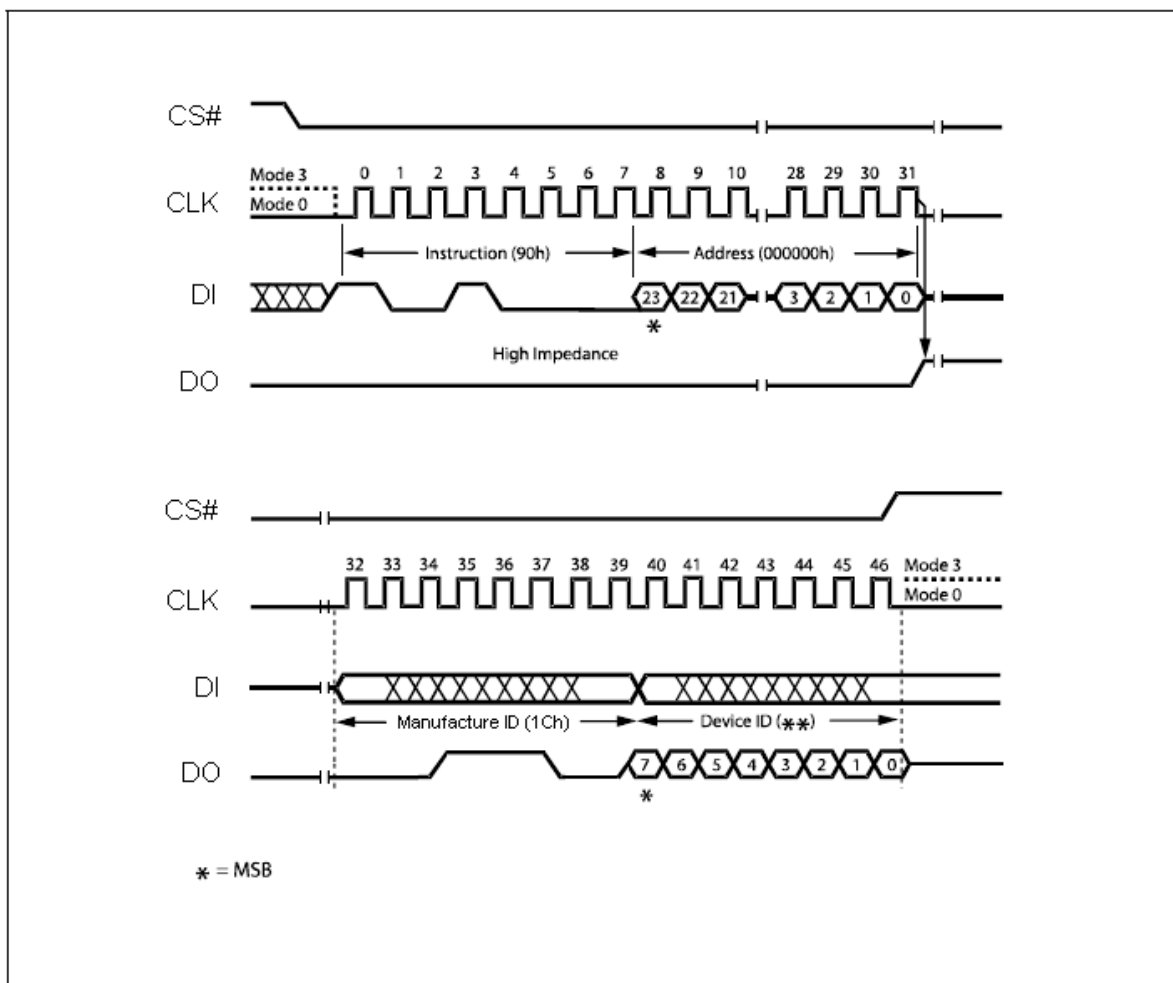 CS#
Mode 3
0 1 2 3 4 5 6 7 8 9 10 28 29 30 31
CLK
Mode 0
Instruction (90h) Address (000000h)
DI 23 22 21 3 2 1 0
*
High Impedance
DO
CS#
32 33 34 35 36 37 38 39 40 41 42 43 44 45 46 Mode 3
CLK Mode 0
DI
Manufacture ID (1Ch) Device ID (**)
DO 7 6 5 4 3 2 1 0
*
* = MSB